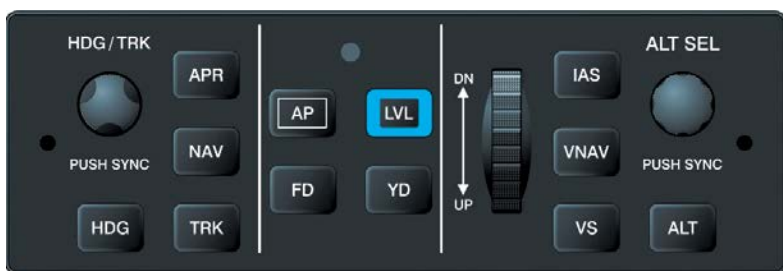 HDG / TRK
APR
NAV
PUSH SYNC
HDG
TRK
AP
LVL
FD
YD
DN
UP
IAS
VNAV
VS
ALT SEL
PUSH SYNC
ALT